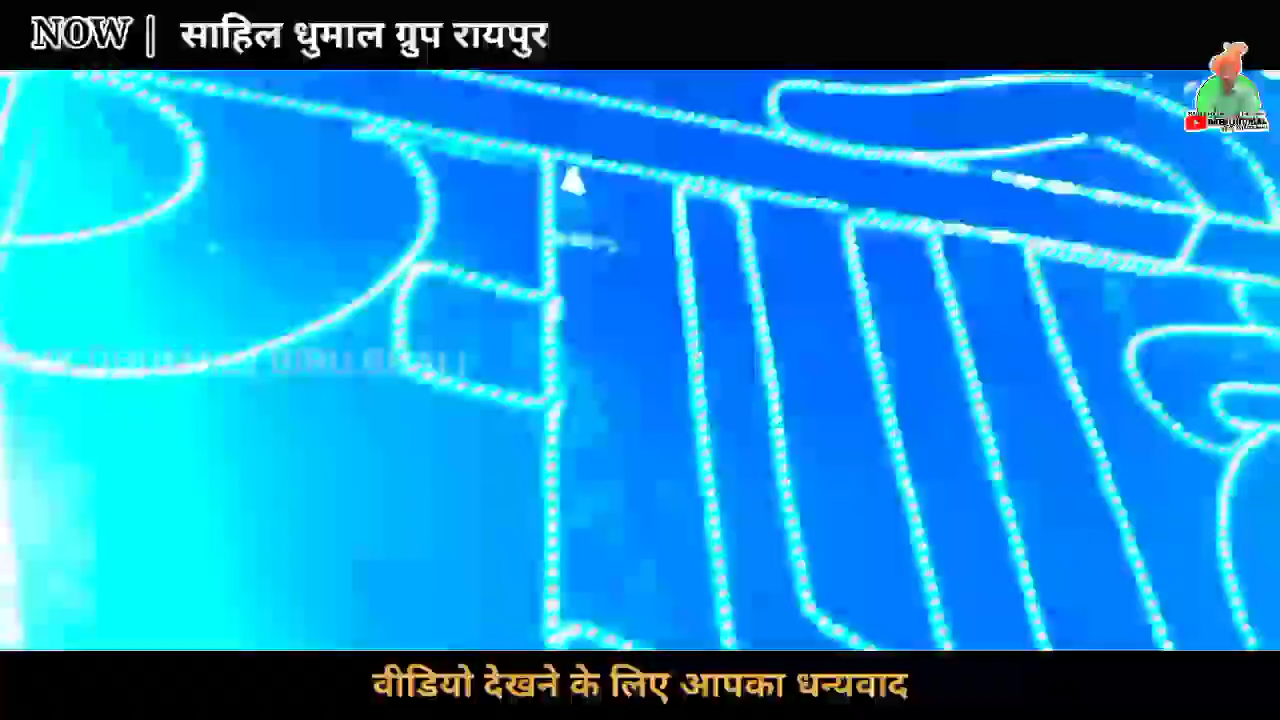 NOW | साहिल धुमाल ग्रुप रायपुर
वीडियो देखने के लिए आपका धन्यवाद